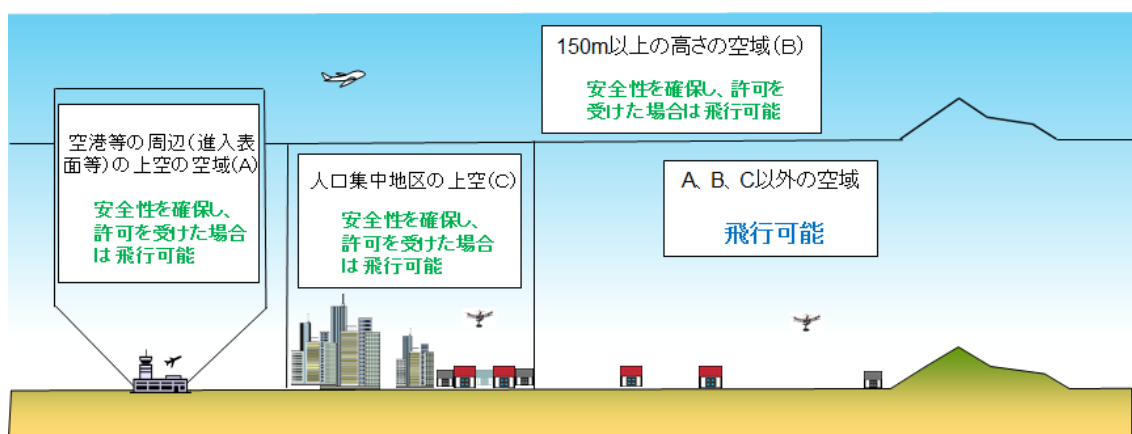 150m以上の高さの空域(B)
安全性を確保し、許可を
受けた場合は飛行可能
空港等の周辺(進入表
面等)の上空の空域(A)
安全性を確保し、
許可を受けた場合
は飛行可能
人口集中地区の上空(C)
安全性を確保し、
許可を受けた場合
は飛行可能
A、B、C以外の空域
飛行可能